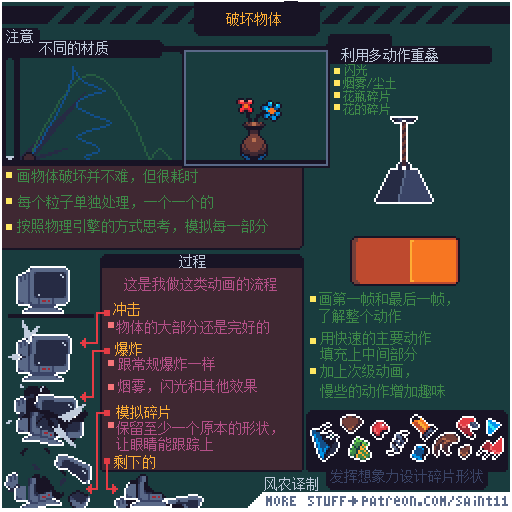 破坏物体
注意
不同的材质
利用多动作重叠
闪光
烟雾/尘土
花瓶碎片
花的碎片
画物体破坏并不难，但很耗时
每个粒子单独处理，一个一个的
按照物理引擎的方式思考，模拟每一部分
过程
这是我做这类动画的流程
冲击
物体的大部分还是完好的
爆炸
跟常规爆炸一样
烟雾，闪光和其他效果
模拟碎片
保留至少一个原本的形状，
让眼睛能跟踪上
剩下的
画第一帧和最后一帧，
了解整个动作
用快速的主要动作
填充上中间部分
加上次级动画，
慢些的动作增加趣味
发挥想象力设计碎片形状
风农译制
MORE STUFF→PATREON.COM/SAINT11